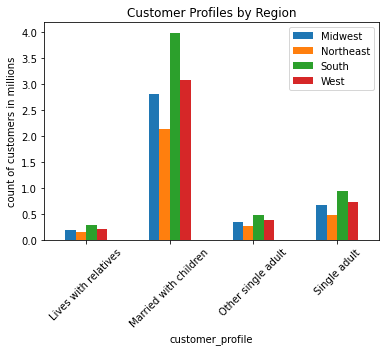 Customer Profiles by Region
Midwest
Northeast
South
West
count of customers in millions
4.0
3.5
3.0
2.5
2.0
1.5
1.0
0.5
0.0
Lives with relatives
Married with children
Other single adult
Single adult
customer_profile